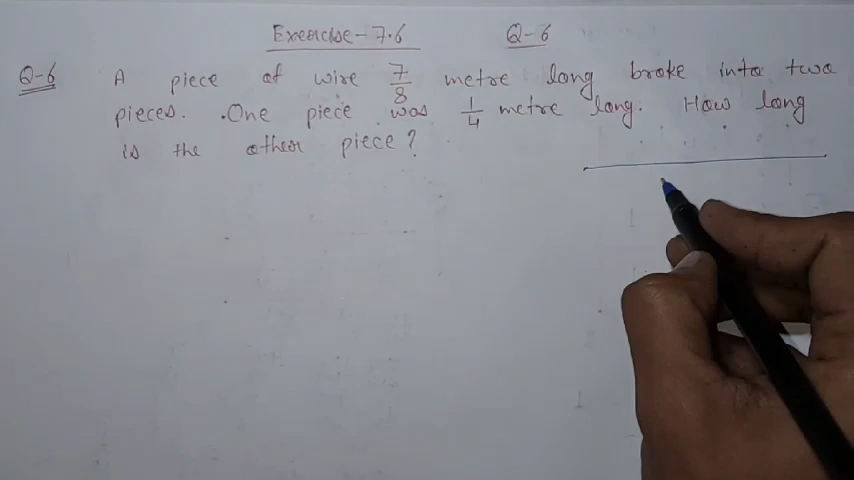 Exercise - 7.6 Q-6
Q-6 A piece of wire 7/8 metre long broke into two
pieces. One piece was 1/4 metre long. How long
is the other piece?